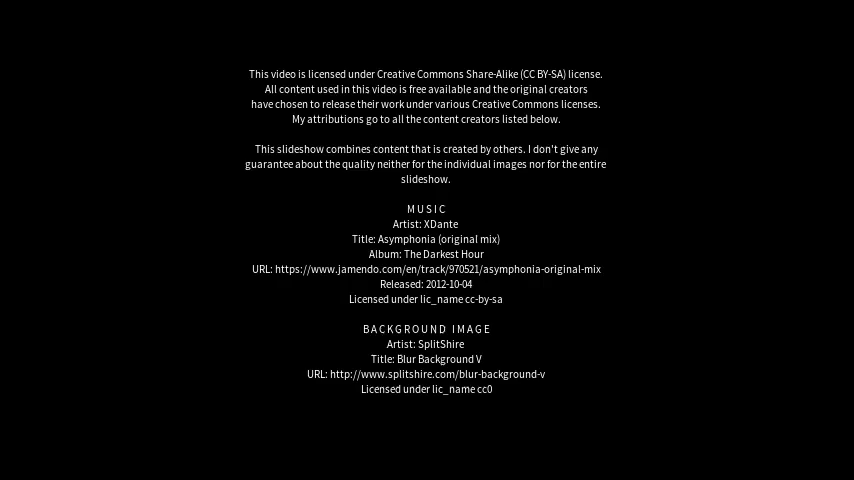 This video is licensed under Creative Commons Share-Alike (CC BY-SA) license.
All content used in this video is free available and the original creators
have chosen to release their work under various Creative Commons licenses.
My attributions go to all the content creators listed below.
This slideshow combines content that is created by others. I don't give any
guarantee about the quality neither for the individual images nor for the entire
slideshow.
MUSIC
Artist: XDante
Title: Asymphonia (original mix)
Album: The Darkest Hour
URL: https://www.jamendo.com/en/track/970521/asymphonia-original-mix
Released: 2012-10-04
Licensed under lic_name cc-by-sa
BACKGROUND IMAGE
Artist: SplitShire
Title: Blur Background V
URL: http://www.splitshire.com/blur-background-v
Licensed under lic_name cc0